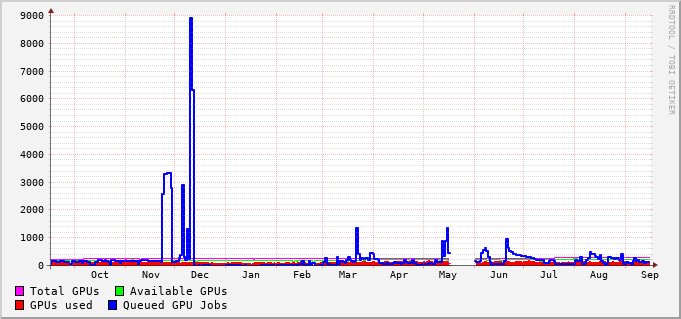 9000
8000
7000
6000
5000
4000
3000
2000
1000
0
Oct Nov Dec Jan Feb Mar Apr May Jun Jul Aug Sep
Total GPUs Available GPUs
GPUs used Queued GPU Jobs
RRDTOOL / TOBI OETIKER